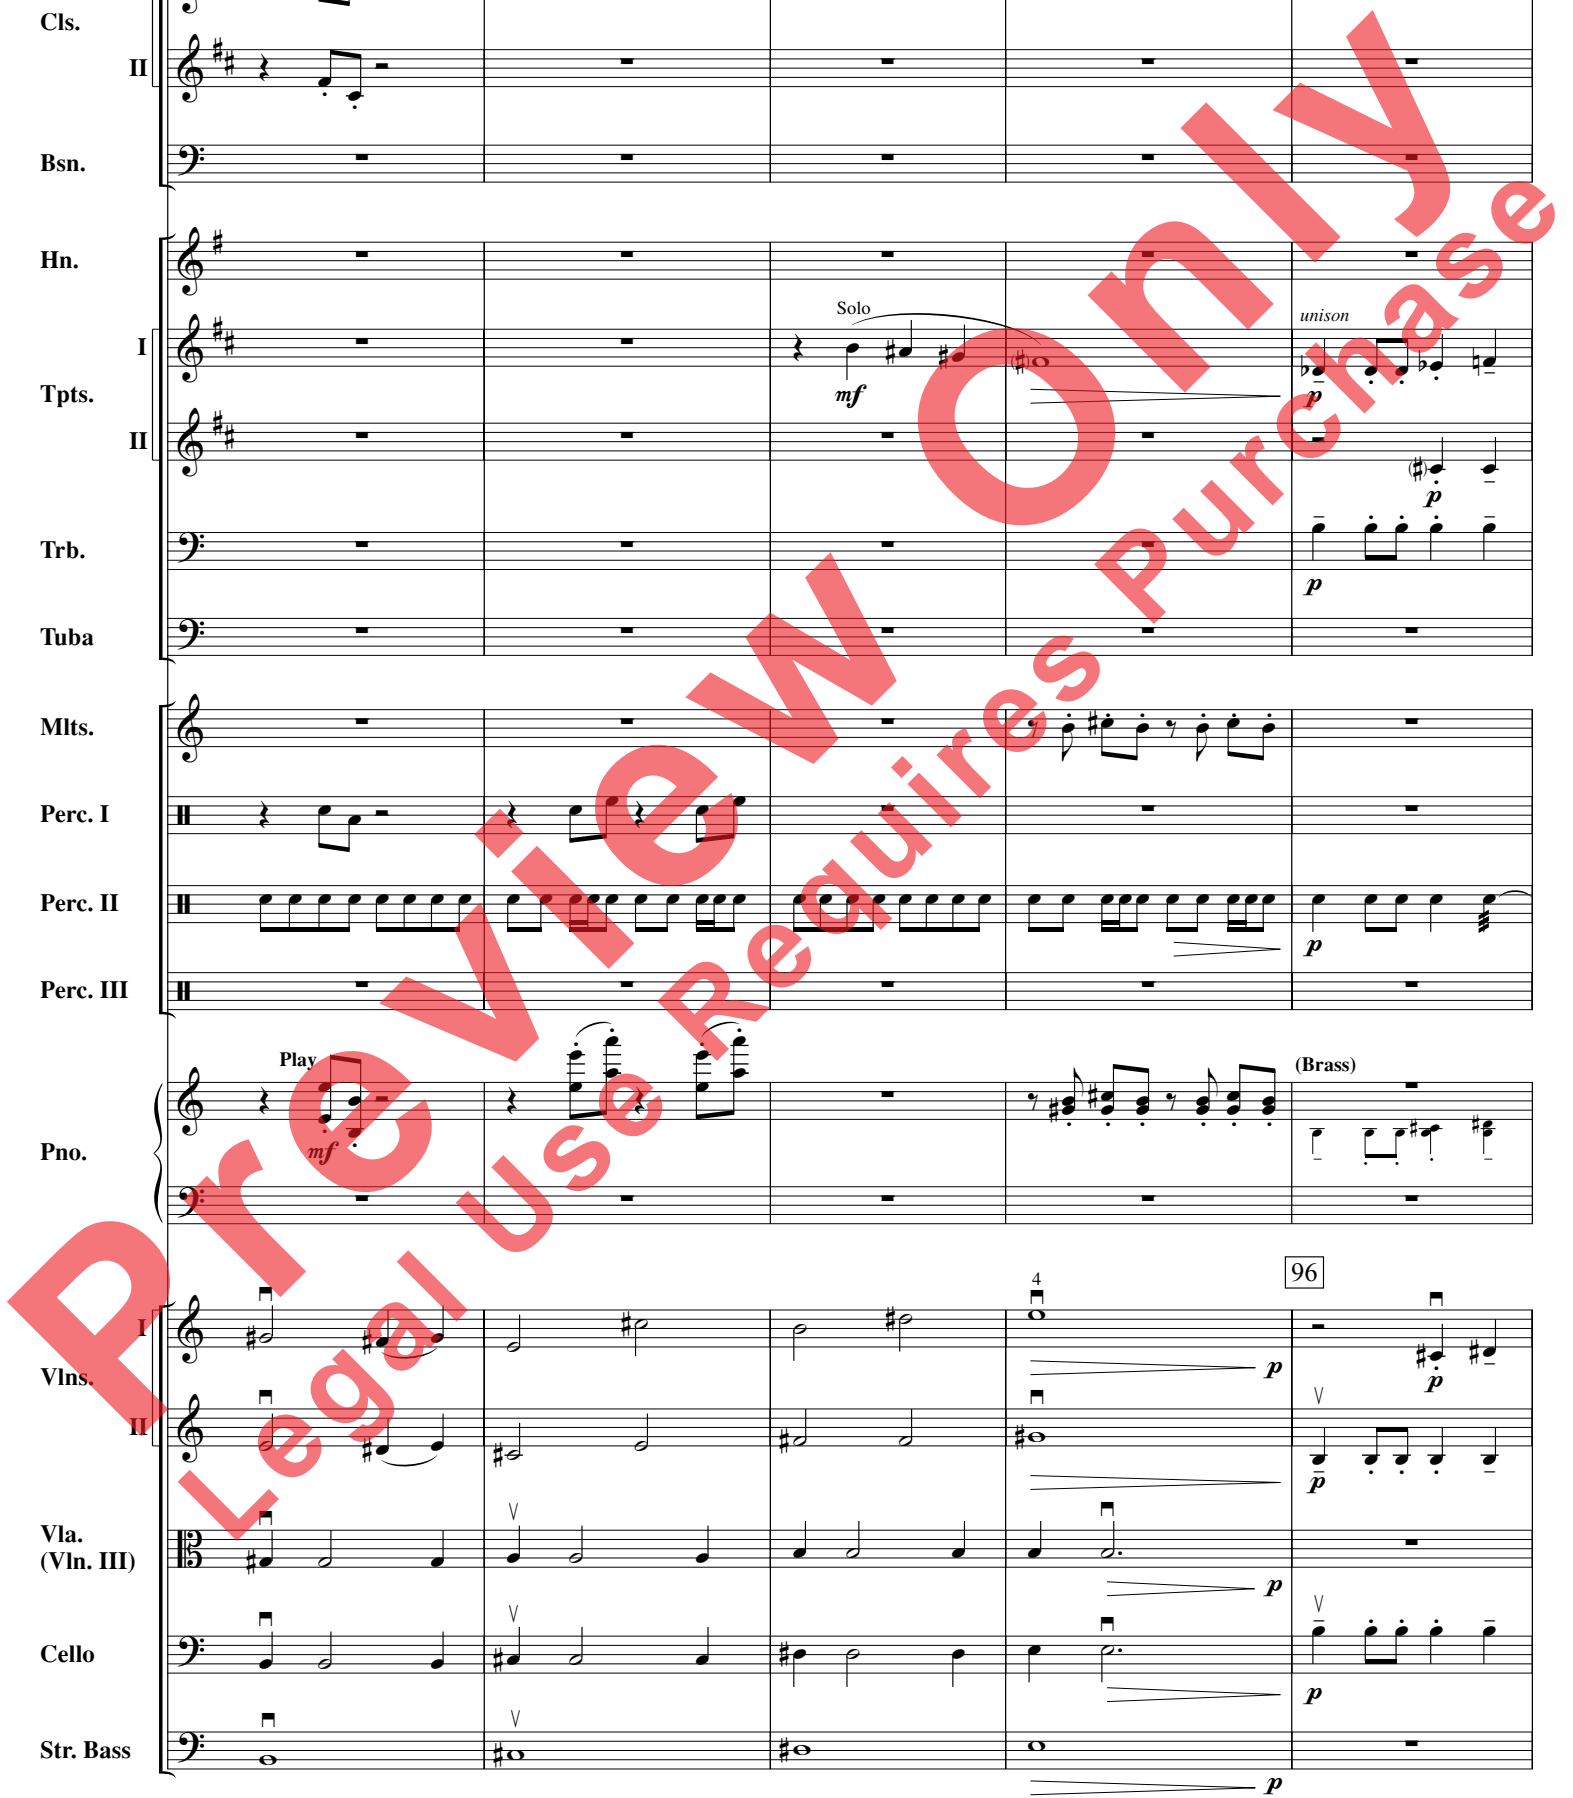 Cls.
II
Bsn.
Hn.
Solo
unison
I
mf
p
Tpts.
II
p
Trb.
p
Tuba
Mlts.
Perc. I
Perc. II
p
Perc. III
Play
(Brass)
mf
Pno.
96
4
I
p
p
Vlns.
II
p
Vla.
(Vln. III)
p
Cello
p
Str. Bass
p
Preview Only
Legal Use Requires Purchase